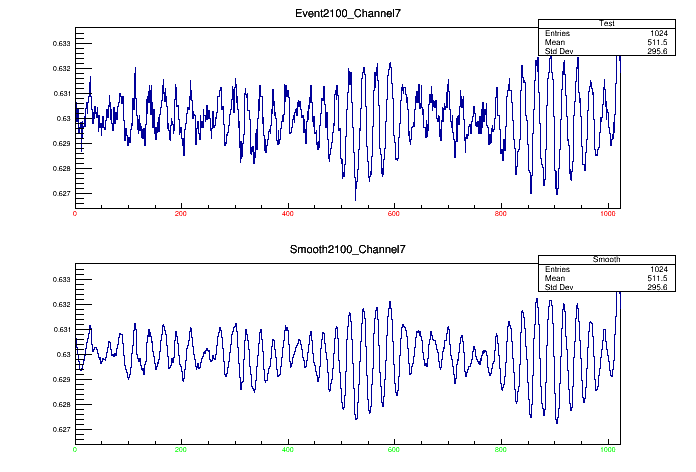 Event2100_Channel7
Test
Entries 1024
Mean 511.5
Std Dev 295.6
0.633
0.632
0.631
0.63
0.629
0.628
0.627
0 200 400 600 800 1000
Smooth2100_Channel7
Smooth
Entries 1024
Mean 511.5
Std Dev 295.6
0.633
0.632
0.631
0.63
0.629
0.628
0.627
0 200 400 600 800 1000